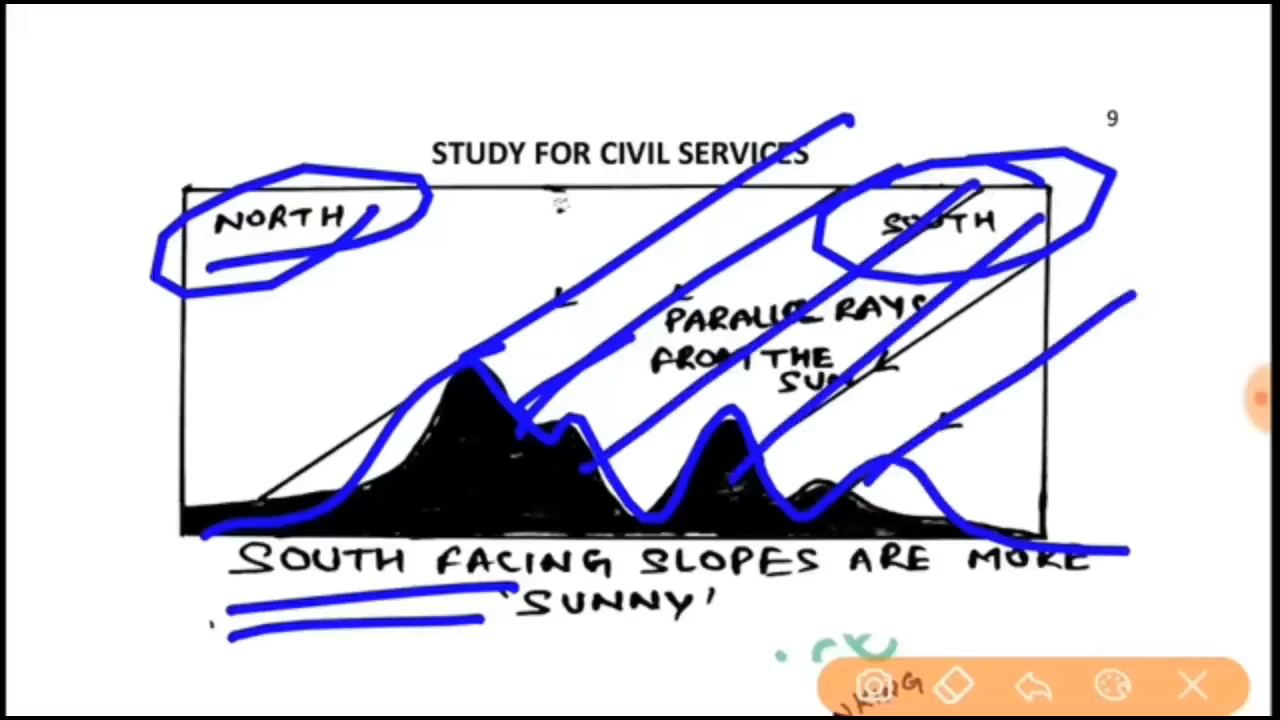 9
STUDY FOR CIVIL SERVICES
NORTH
SOUTH
PARALLEL RAYS
FROM THE
SUN
SOUTH FACING SLOPES ARE MORE
'SUNNY'